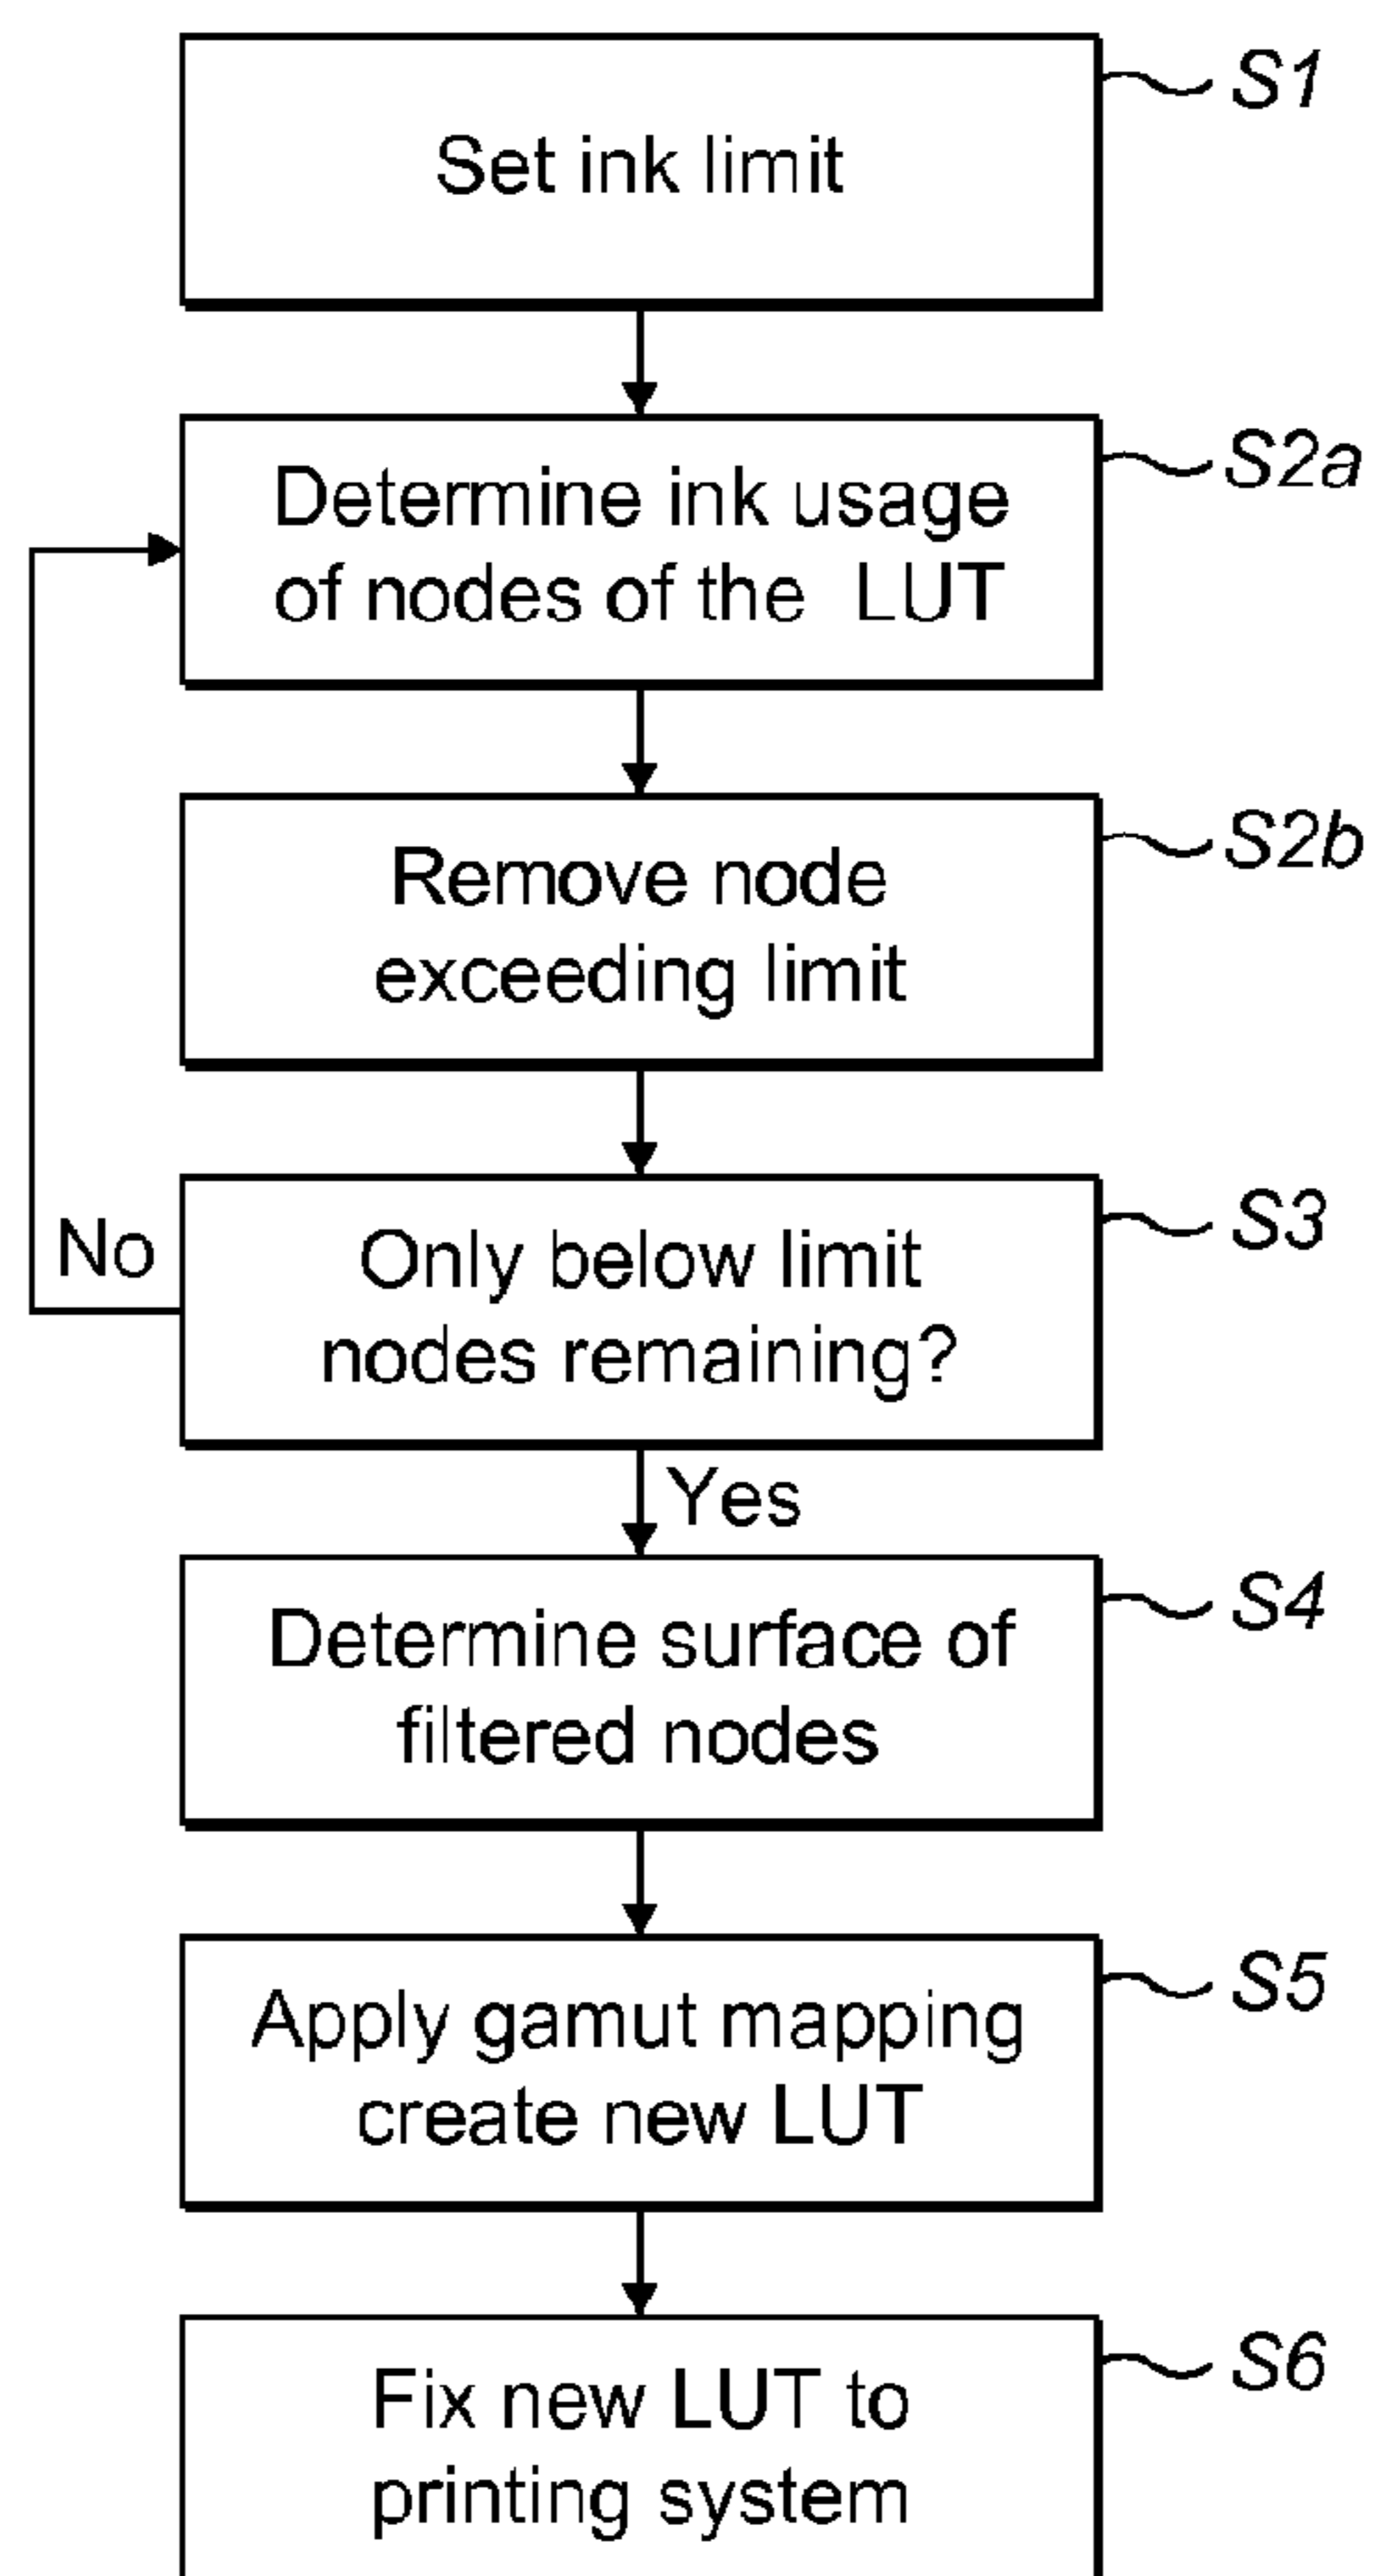 Set ink limit
S1
Determine ink usage
of nodes of the LUT
S2a
Remove node
exceeding limit
S2b
Only below limit
nodes remaining?
S3
No
Yes
Determine surface of
filtered nodes
S4
Apply gamut mapping
create new LUT
S5
Fix new LUT to
printing system
S6